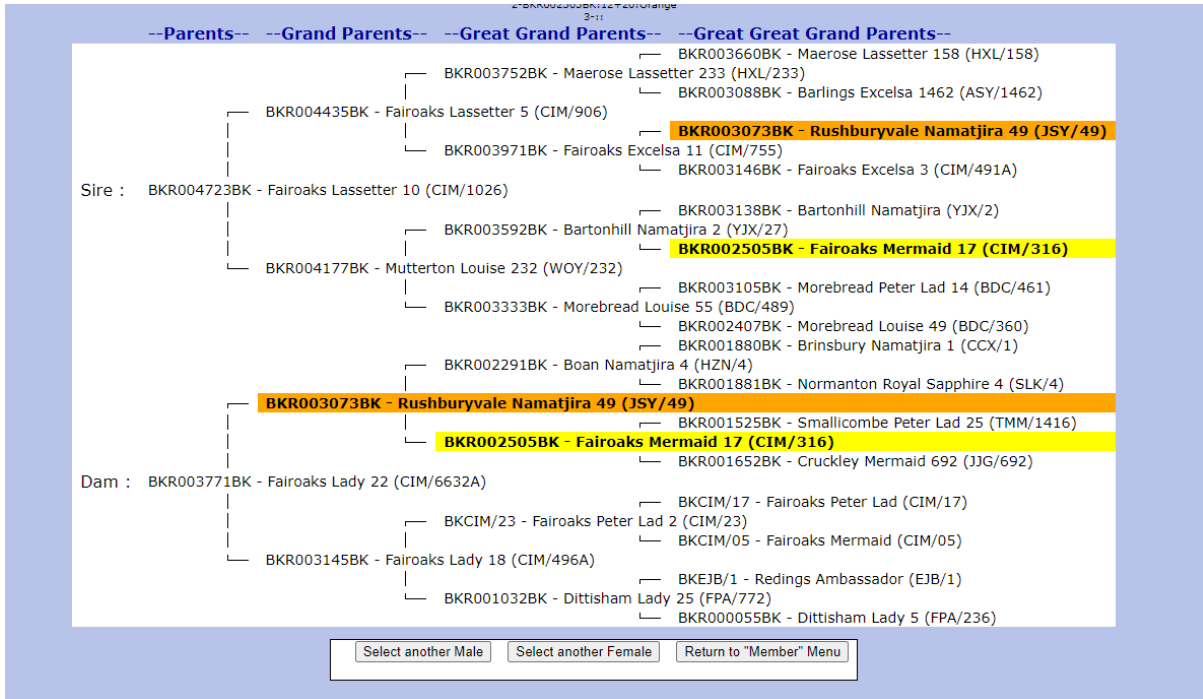 2-BKR002505BK:12+20:Orange
3-::
--Parents-- --Grand Parents-- --Great Grand Parents-- --Great Great Grand Parents--
BKR003660BK - Maerose Lassetter 158 (HXL/158)
BKR003752BK - Maerose Lassetter 233 (HXL/233)
BKR003088BK - Barlings Excelsa 1462 (ASY/1462)
BKR004435BK - Fairoaks Lassetter 5 (CIM/906)
BKR003073BK - Rushburyvale Namatjira 49 (JSY/49)
BKR003971BK - Fairoaks Excelsa 11 (CIM/755)
BKR003146BK - Fairoaks Excelsa 3 (CIM/491A)
Sire : BKR004723BK - Fairoaks Lassetter 10 (CIM/1026)
BKR003138BK - Bartonhill Namatjira (YJX/2)
BKR003592BK - Bartonhill Namatjira 2 (YJX/27)
BKR002505BK - Fairoaks Mermaid 17 (CIM/316)
BKR004177BK - Mutterton Louise 232 (WOY/232)
BKR003105BK - Morebread Peter Lad 14 (BDC/461)
BKR003333BK - Morebread Louise 55 (BDC/489)
BKR002407BK - Morebread Louise 49 (BDC/360)
BKR001880BK - Brinsbury Namatjira 1 (CCX/1)
BKR002291BK - Boan Namatjira 4 (HZN/4)
BKR001881BK - Normanton Royal Sapphire 4 (SLK/4)
BKR003073BK - Rushburyvale Namatjira 49 (JSY/49)
BKR001525BK - Smallicombe Peter Lad 25 (TMM/1416)
BKR002505BK - Fairoaks Mermaid 17 (CIM/316)
BKR001652BK - Cruckley Mermaid 692 (JJG/692)
Dam : BKR003771BK - Fairoaks Lady 22 (CIM/6632A)
BKCIM/17 - Fairoaks Peter Lad (CIM/17)
BKCIM/23 - Fairoaks Peter Lad 2 (CIM/23)
BKCIM/05 - Fairoaks Mermaid (CIM/05)
BKR003145BK - Fairoaks Lady 18 (CIM/496A)
BKEJB/1 - Redings Ambassador (EJB/1)
BKR001032BK - Dittisham Lady 25 (FPA/772)
BKR000055BK - Dittisham Lady 5 (FPA/236)
Select another Male Select another Female Return to "Member" Menu